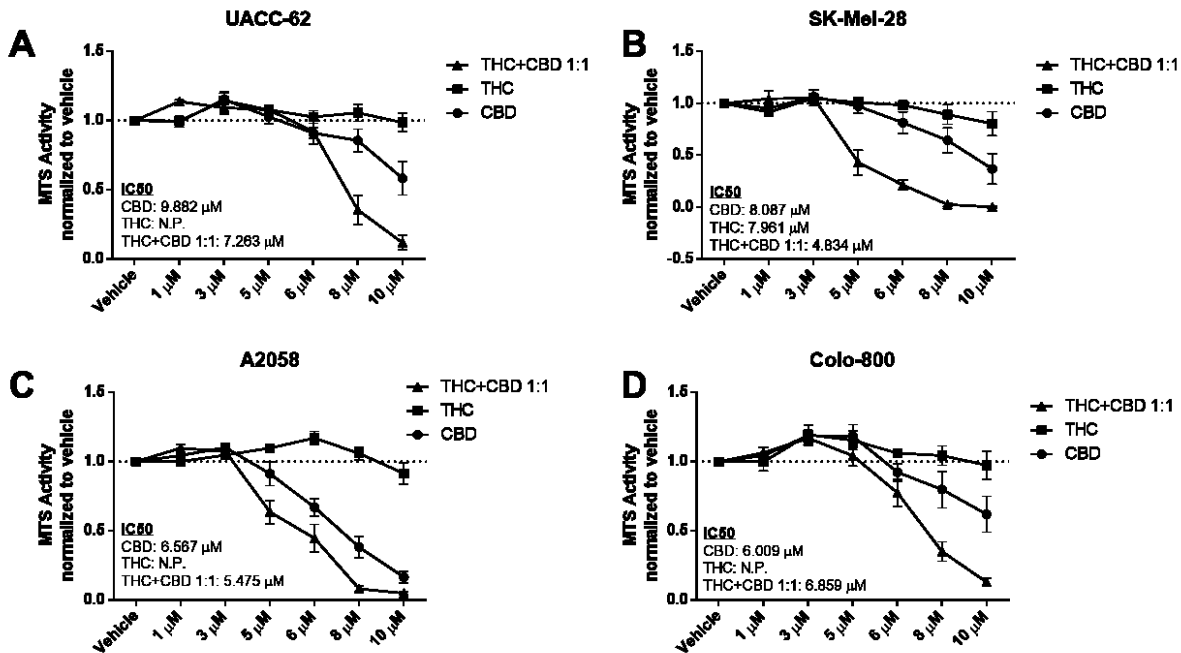 UACC-62
A
THC+CBD 1:1
THC
CBD
MTS Activity
normalized to vehicle
1.5
1.0
0.5
0.0
IC50
CBD: 9.882 µM
THC: N.P.
THC+CBD 1:1: 7.263 µM
Vehicle
1 µM
3 µM
5 µM
6 µM
8 µM
10 µM
SK-Mel-28
B
THC+CBD 1:1
THC
CBD
MTS Activity
normalized to vehicle
1.5
1.0
0.5
0.0
-0.5
IC50
CBD: 8.087 µM
THC: 7.961 µM
THC+CBD 1:1: 4.834 µM
Vehicle
1 µM
3 µM
5 µM
6 µM
8 µM
10 µM
A2058
C
THC+CBD 1:1
THC
CBD
MTS Activity
normalized to vehicle
1.5
1.0
0.5
0.0
IC50
CBD: 6.567 µM
THC: N.P.
THC+CBD 1:1: 5.475 µM
Vehicle
1 µM
3 µM
5 µM
6 µM
8 µM
10 µM
Colo-800
D
THC+CBD 1:1
THC
CBD
MTS Activity
normalized to vehicle
1.5
1.0
0.5
0.0
IC50
CBD: 6.009 µM
THC: N.P.
THC+CBD 1:1: 6.859 µM
Vehicle
1 µM
3 µM
5 µM
6 µM
8 µM
10 µM